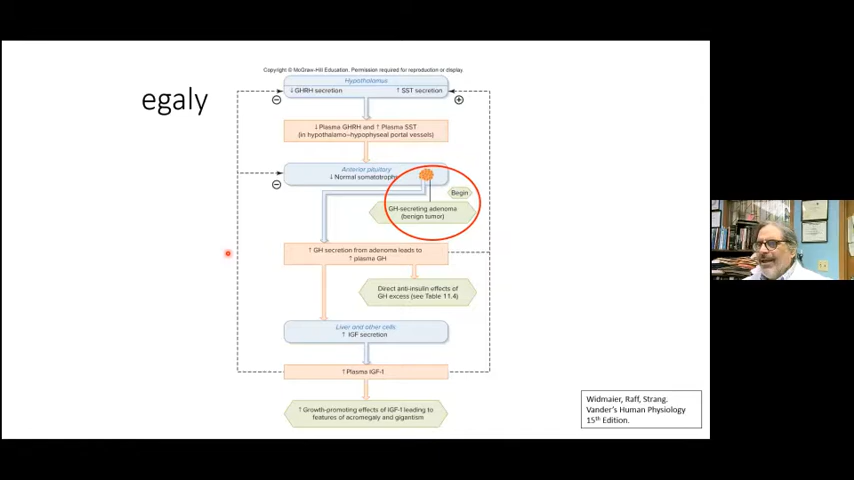 Copyright © McGraw-Hill Education. Permission required for reproduction or display.
egaly
Hypothalamus
↓GHRH secretion ↑ SST secretion
↓Plasma GHRH and ↑ Plasma SST
(in hypothalamo–hypophyseal portal vessels)
Anterior pituitary
↓ Normal somatotrophs
Begin
GH-secreting adenoma
(benign tumor)
↑ GH secretion from adenoma leads to
↑ plasma GH
Direct anti-insulin effects of
GH excess (see Table 11.4)
Liver and other cells
↑ IGF secretion
↑ Plasma IGF-1
↑ Growth-promoting effects of IGF-1 leading to
features of acromegaly and gigantism
Widmaier, Raff, Strang.
Vander's Human Physiology
15th Edition.